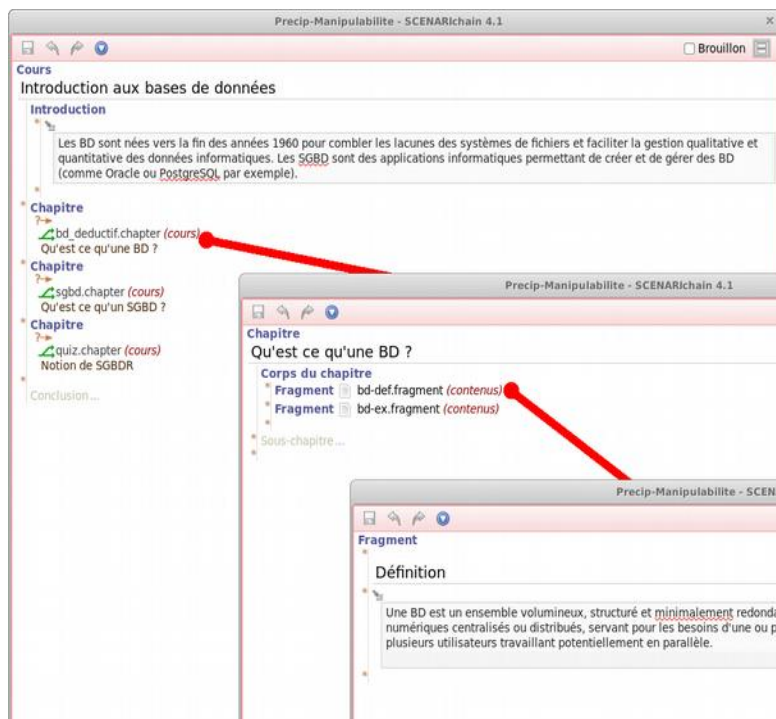 Precip-Manipulabilite - SCENARIchain 4.1
Brouillon
Cours
Introduction aux bases de données
Introduction
Les BD sont nées vers la fin des années 1960 pour combler les lacunes des systèmes de fichiers et faciliter la gestion qualitative et
quantitative des données informatiques. Les SGBD sont des applications informatiques permettant de créer et de gérer des BD
(comme Oracle ou PostgreSQL par exemple).
Chapitre
bd_deductif.chapter (cours)
Qu'est ce qu'une BD ?
Chapitre
sgbd.chapter (cours)
Qu'est ce qu'un SGBD ?
Chapitre
quiz.chapter (cours)
Notion de SGBDR
Conclusion...
Precip-Manipulabilite - SCENARIchain 4.1
Chapitre
Qu'est ce qu'une BD ?
Corps du chapitre
Fragment bd-def.fragment (contenus)
Fragment bd-ex.fragment (contenus)
Sous-chapitre...
Precip-Manipulabilite - SCEN
Fragment
Définition
Une BD est un ensemble volumineux, structuré et minimalement redonda
numériques centralisés ou distribués, servant pour les besoins d'une ou p
plusieurs utilisateurs travaillant potentiellement en parallèle.